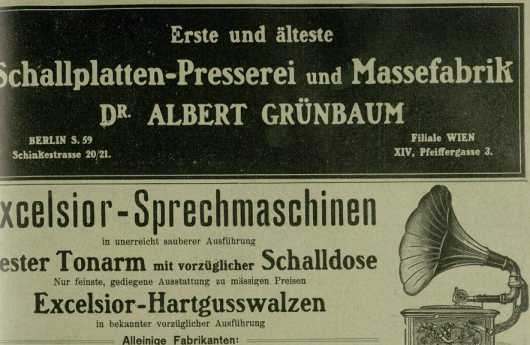 Erste und älteste
Schallplatten-Presserei und Massefabrik
DR. ALBERT GRÜNBAUM
BERLIN S. 59
Schinkestrasse 20/21.
Filiale WIEN
XIV, Pfeiffergasse 3.
xcelsior-Sprechmaschinen
in unerreicht sauberer Ausführung
ester Tonarm mit vorzüglicher Schalldose
Nur feinste, gediegene Ausstattung zu mässigen Preisen
Excelsior-Hartgusswalzen
in bekannter vorzüglicher Ausführung
Alleinige Fabrikanten: